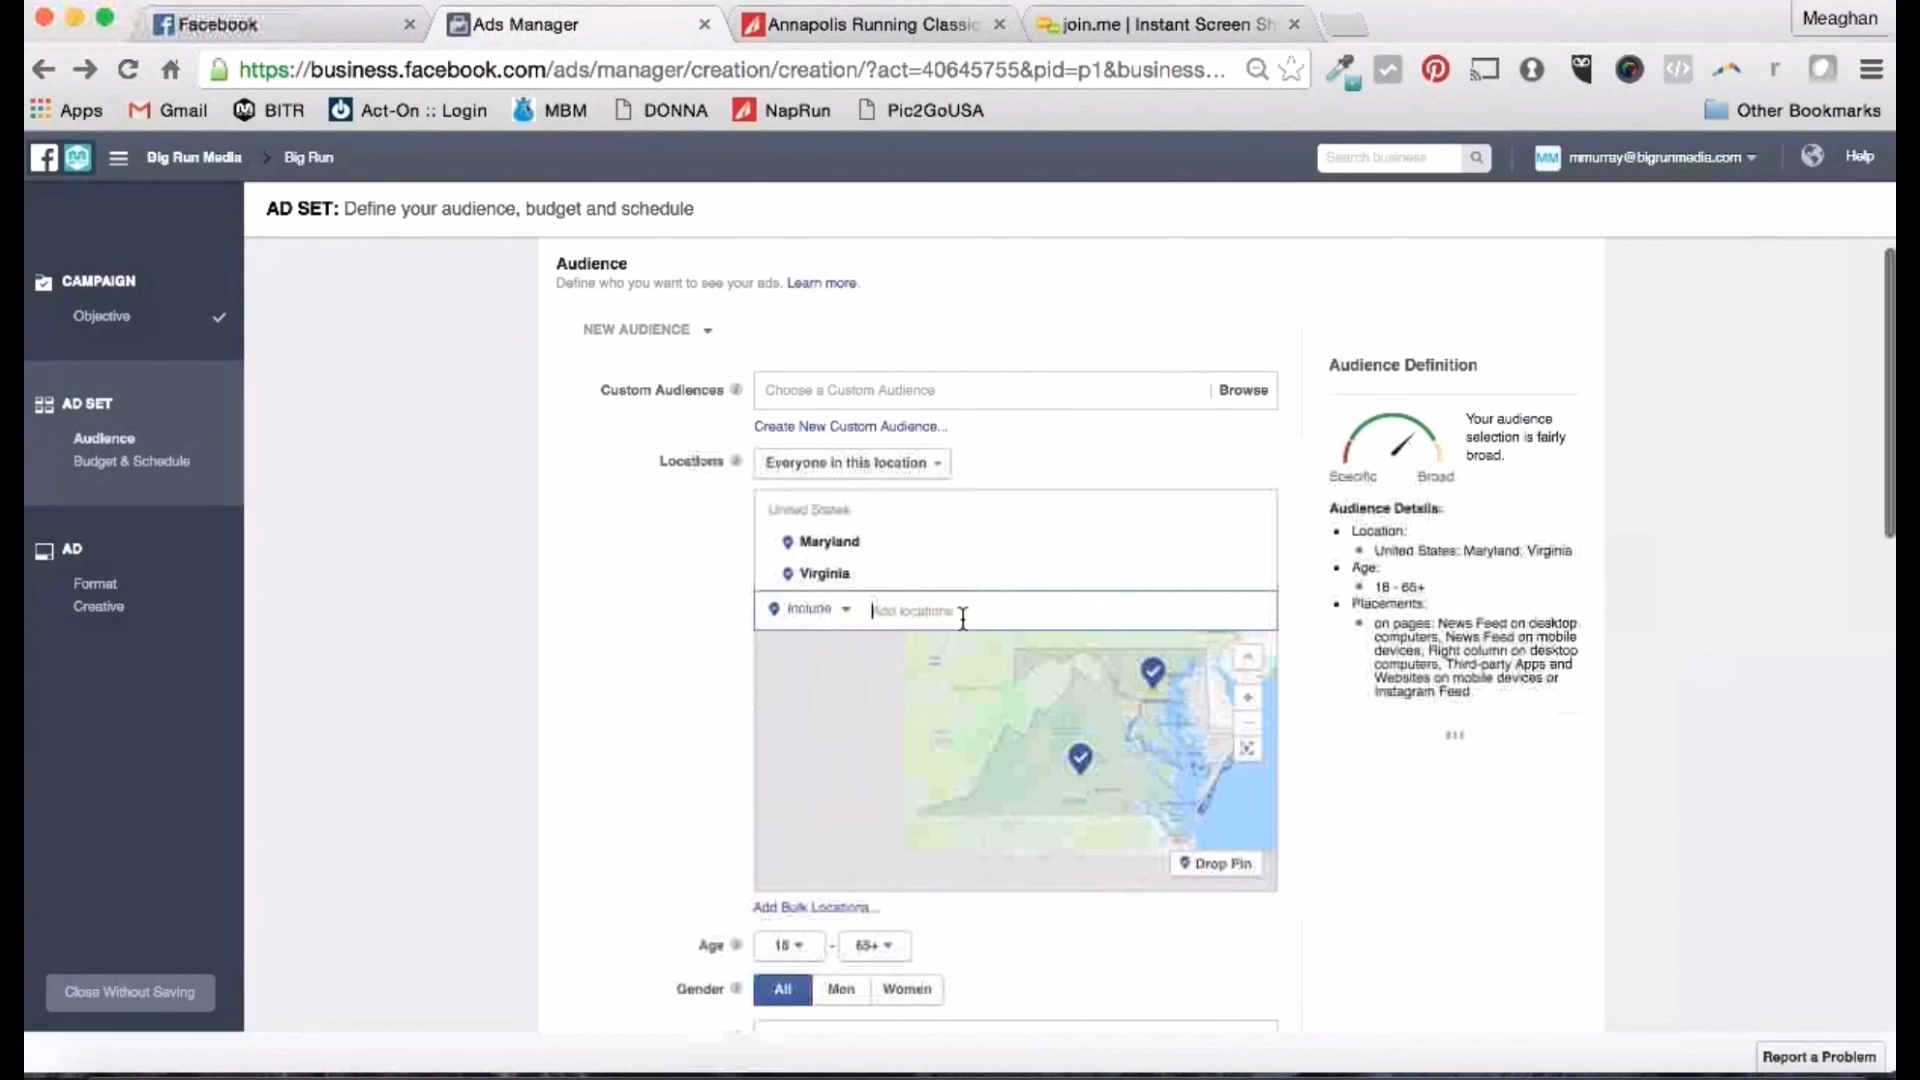 Facebook
Ads Manager
Annapolis Running Classic
join.me | Instant Screen Sh
Meaghan
https://business.facebook.com/ads/manager/creation/creation/?act=40645755&pid=p1&business...
Apps
Gmail
BITR
Act-On :: Login
MBM
DONNA
NapRun
Pic2GoUSA
Other Bookmarks
Big Run Media
Big Run
Search business
MM
mmurray@bigrunmedia.com
Help
AD SET: Define your audience, budget and schedule
CAMPAIGN
Objective
AD SET
Audience
Budget & Schedule
AD
Format
Creative
Close Without Saving
Audience
Define who you want to see your ads. Learn more.
NEW AUDIENCE
Custom Audiences
Choose a Custom Audience
Browse
Create New Custom Audience...
Locations
Everyone in this location
United States
Maryland
Virginia
Include
Add locations
Drop Pin
Add Bulk Locations...
Age
18
-
65+
Gender
All
Men
Women
Audience Definition
Your audience
selection is fairly
broad.
Specific
Broad
Audience Details:
Location:
United States: Maryland; Virginia
Age:
18 - 65+
Placements:
on pages: News Feed on desktop
computers, News Feed on mobile
devices, Right column on desktop
computers, Third-party Apps and
Websites on mobile devices or
Instagram Feed
Report a Problem